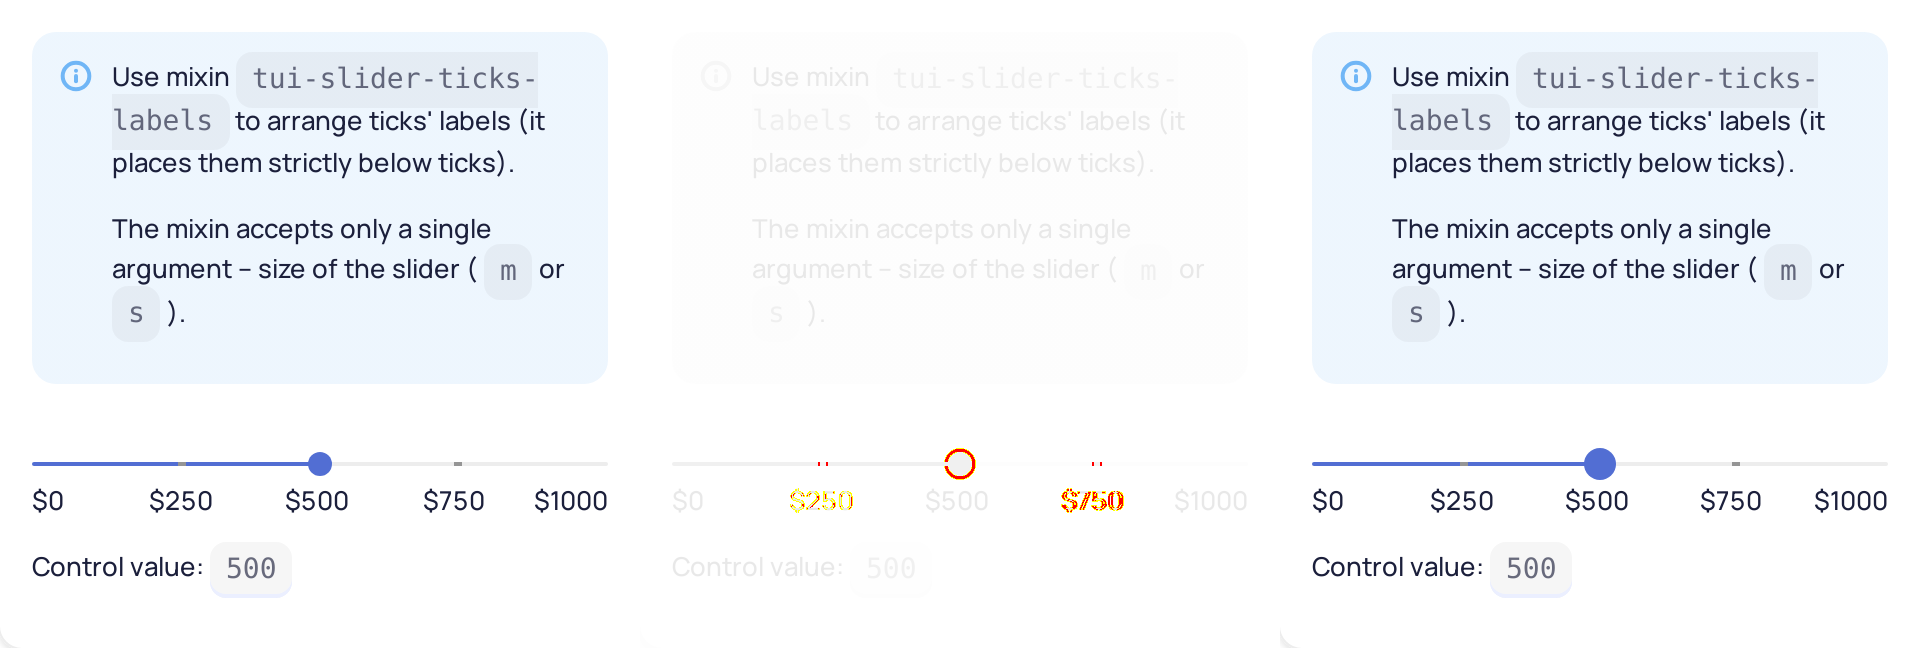 Use mixin tui-slider-ticks-
labels to arrange ticks' labels (it
places them strictly below ticks).
The mixin accepts only a single
argument – size of the slider ( m or
s ).
$0 $250 $500 $750 $1000
Control value: 500
Use mixin tui-slider-ticks-
labels to arrange ticks' labels (it
places them strictly below ticks).
The mixin accepts only a single
argument – size of the slider ( m or
s ).
$0 $250 $500 $750 $1000
Control value: 500
Use mixin tui-slider-ticks-
labels to arrange ticks' labels (it
places them strictly below ticks).
The mixin accepts only a single
argument – size of the slider ( m or
s ).
$0 $250 $500 $750 $1000
Control value: 500